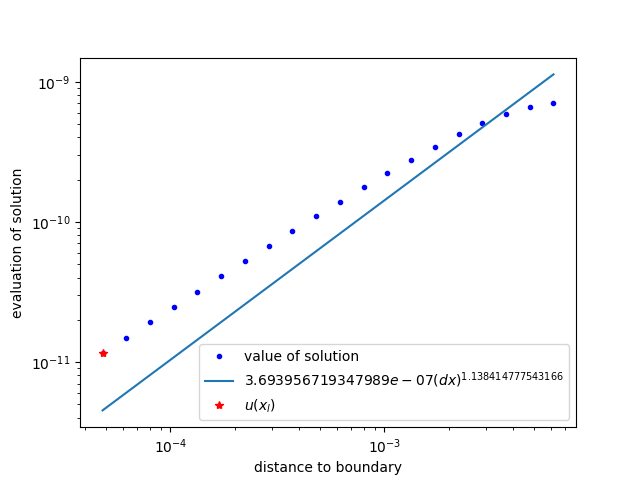 10⁻⁹
10⁻¹⁰
10⁻¹¹
evaluation of solution
value of solution
3.693956719347989e − 07(dx)¹·¹³⁸⁴¹⁴⁷⁷⁷⁵⁴³¹⁶⁶
u(xₗ)
10⁻⁴
10⁻³
distance to boundary